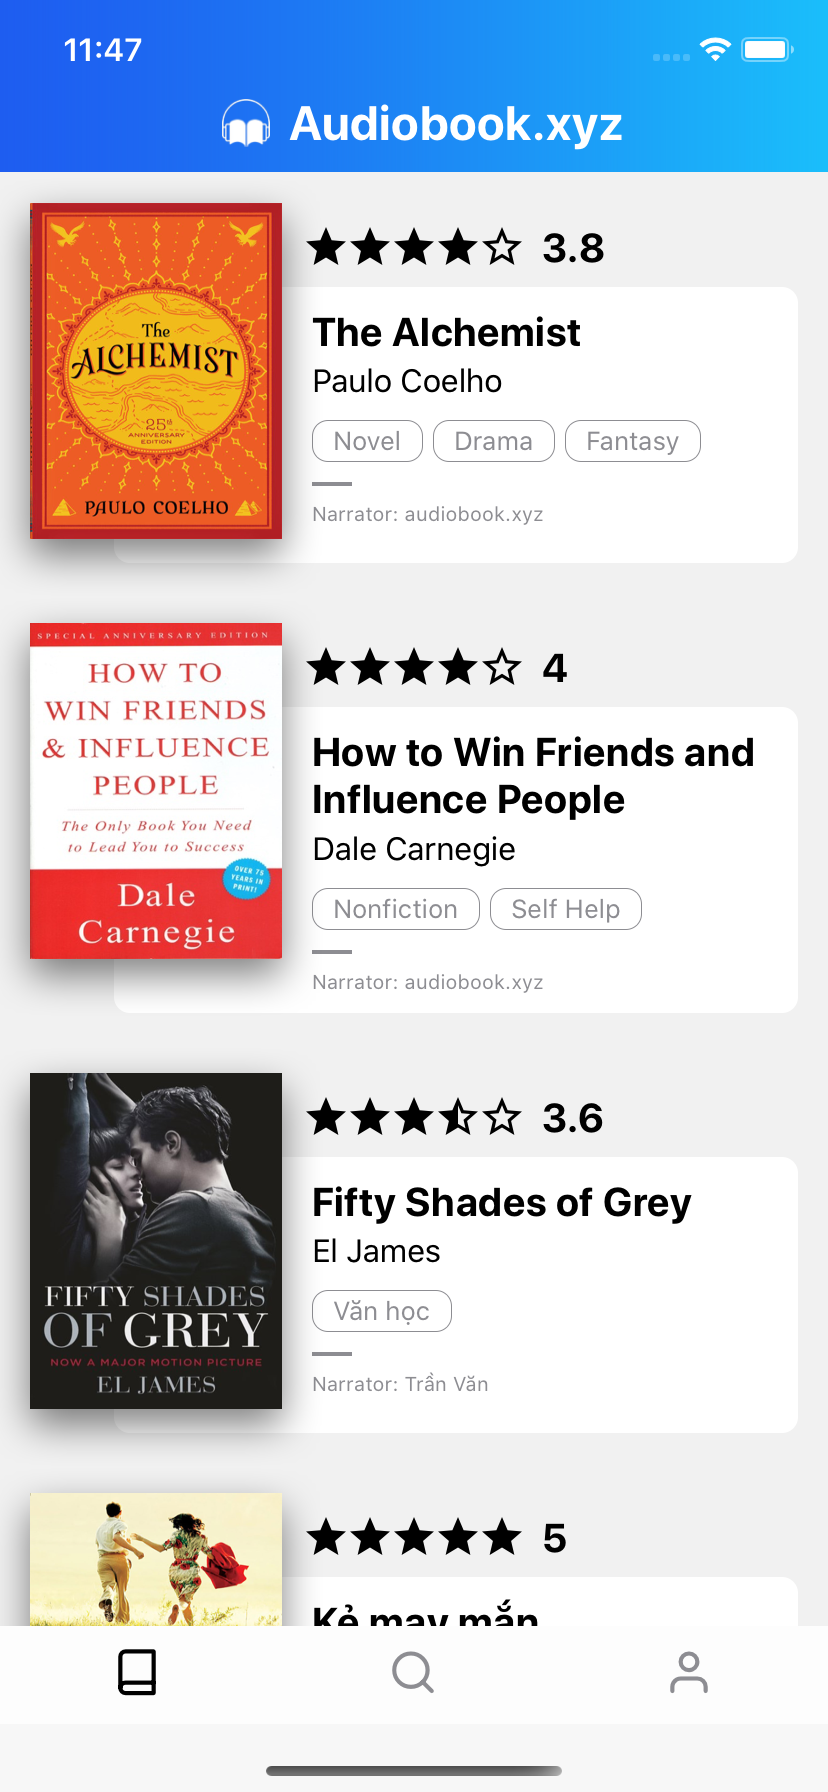 11:47
Audiobook.xyz
The
ALCHEMIST
25th
ANNIVERSARY
EDITION
PAULO COELHO
3.8
The Alchemist
Paulo Coelho
Novel Drama Fantasy
Narrator: audiobook.xyz
SPECIAL ANNIVERSARY EDITION
HOW TO
WIN FRIENDS
& INFLUENCE
PEOPLE
The Only Book You Need
to Lead You to Success
OVER 75
YEARS IN
PRINT!
Dale
Carnegie
4
How to Win Friends and
Influence People
Dale Carnegie
Nonfiction Self Help
Narrator: audiobook.xyz
FIFTY SHADES
OF GREY
NOW A MAJOR MOTION PICTURE
EL JAMES
3.6
Fifty Shades of Grey
El James
Văn học
Narrator: Trần Văn
5
Kẻ may mắn